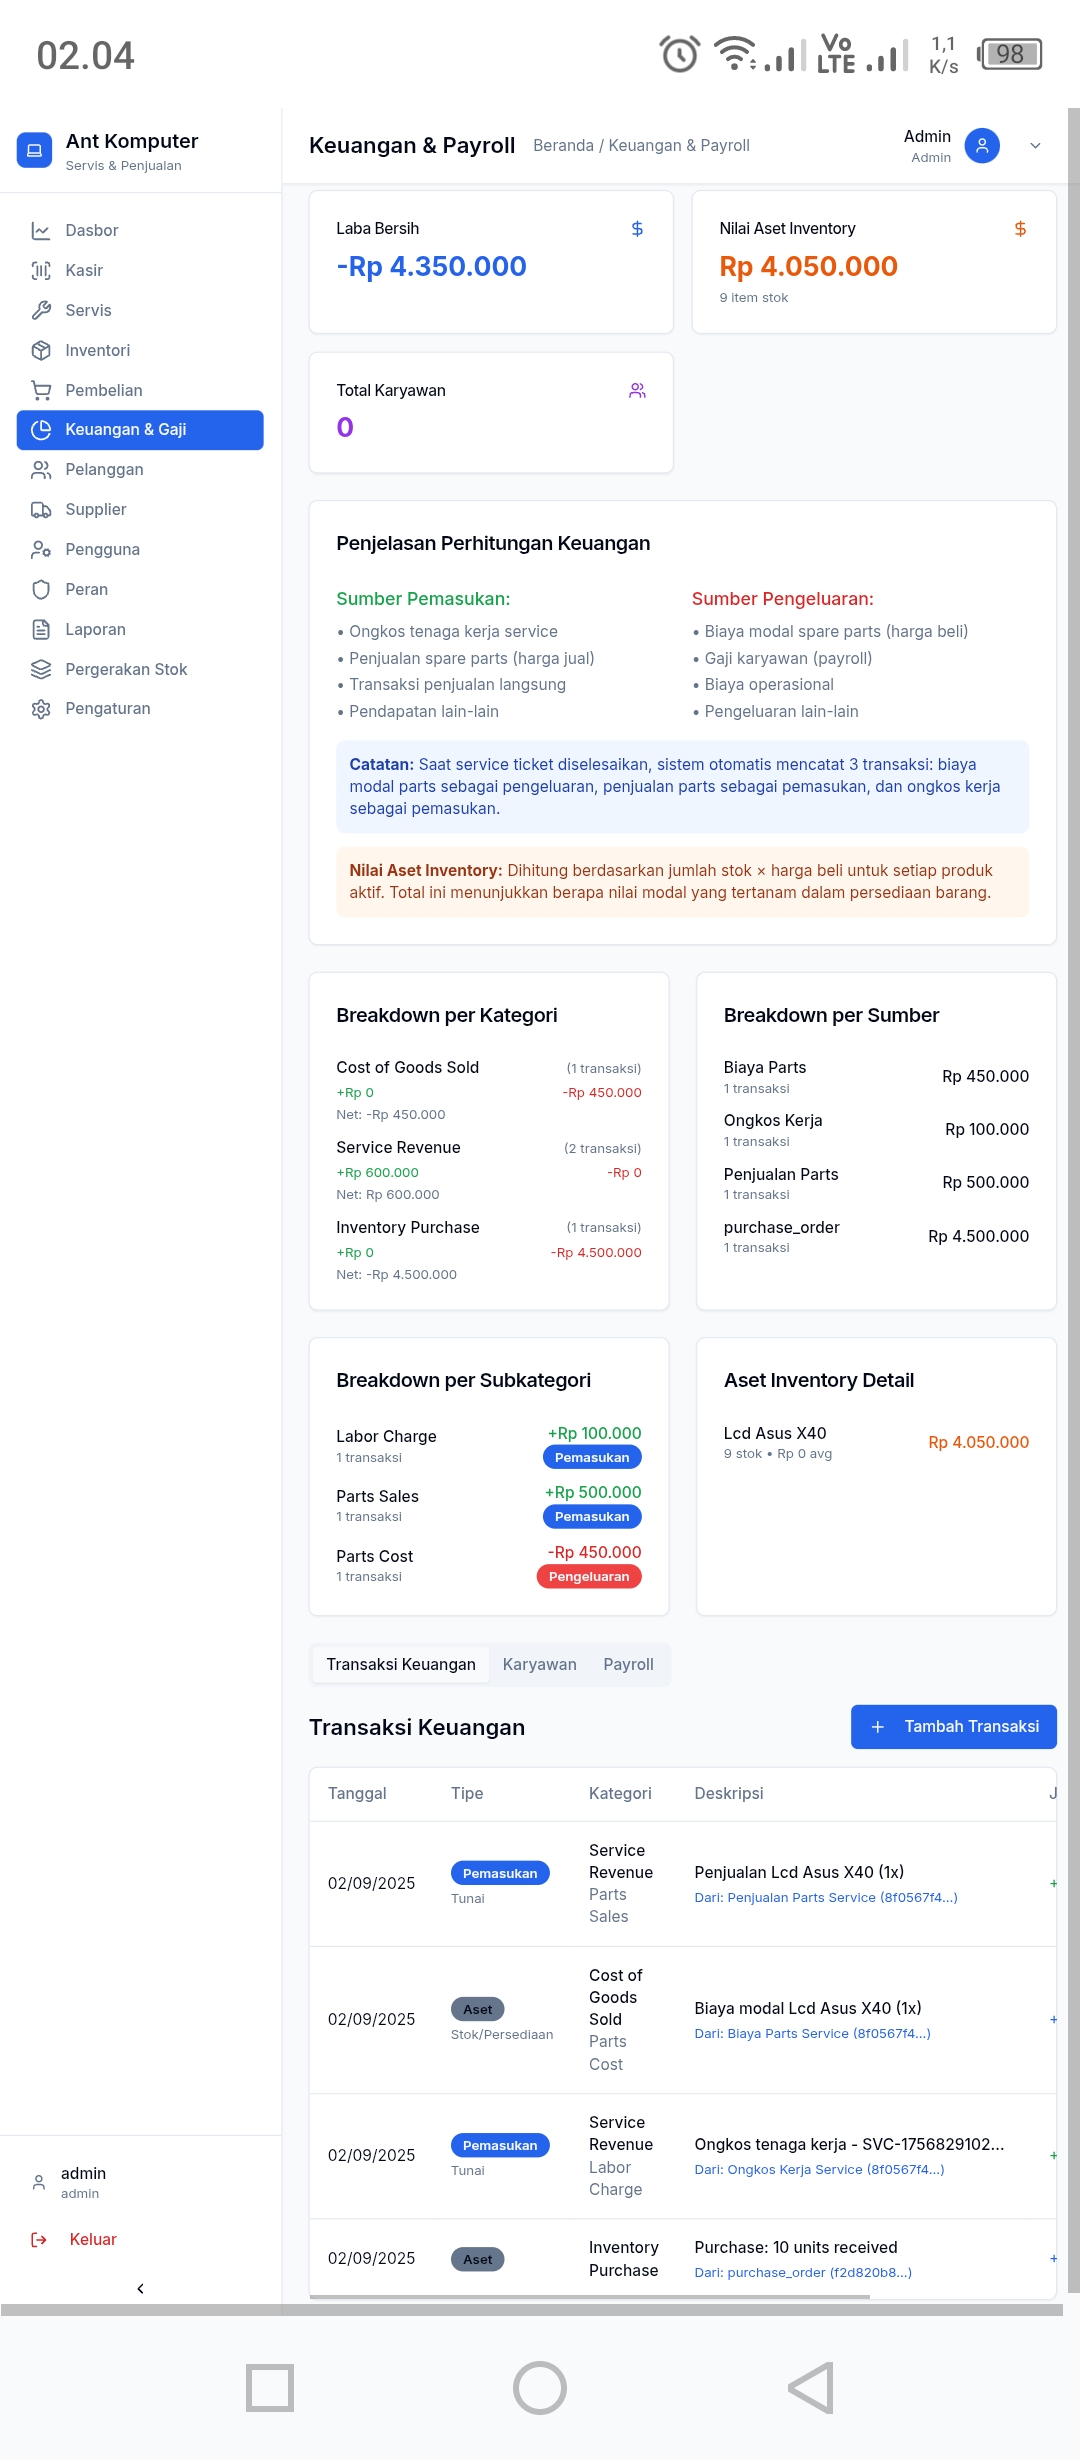 02.04
Vo LTE
1,1 K/s
98
Ant Komputer
Servis & Penjualan
Keuangan & Payroll
Beranda / Keuangan & Payroll
Admin
Admin
Dasbor
Kasir
Servis
Inventori
Pembelian
Keuangan & Gaji
Pelanggan
Supplier
Pengguna
Peran
Laporan
Pergerakan Stok
Pengaturan
admin
admin
Keluar
Laba Bersih
-Rp 4.350.000
Nilai Aset Inventory
Rp 4.050.000
9 item stok
Total Karyawan
0
Penjelasan Perhitungan Keuangan
Sumber Pemasukan:
• Ongkos tenaga kerja service
• Penjualan spare parts (harga jual)
• Transaksi penjualan langsung
• Pendapatan lain-lain
Sumber Pengeluaran:
• Biaya modal spare parts (harga beli)
• Gaji karyawan (payroll)
• Biaya operasional
• Pengeluaran lain-lain
Catatan: Saat service ticket diselesaikan, sistem otomatis mencatat 3 transaksi: biaya
modal parts sebagai pengeluaran, penjualan parts sebagai pemasukan, dan ongkos kerja
sebagai pemasukan.
Nilai Aset Inventory: Dihitung berdasarkan jumlah stok × harga beli untuk setiap produk
aktif. Total ini menunjukkan berapa nilai modal yang tertanam dalam persediaan barang.
Breakdown per Kategori
Cost of Goods Sold (1 transaksi)
+Rp 0 -Rp 450.000
Net: -Rp 450.000
Service Revenue (2 transaksi)
+Rp 600.000 -Rp 0
Net: Rp 600.000
Inventory Purchase (1 transaksi)
+Rp 0 -Rp 4.500.000
Net: -Rp 4.500.000
Breakdown per Sumber
Biaya Parts
1 transaksi
Rp 450.000
Ongkos Kerja
1 transaksi
Rp 100.000
Penjualan Parts
1 transaksi
Rp 500.000
purchase_order
1 transaksi
Rp 4.500.000
Breakdown per Subkategori
Labor Charge
1 transaksi
+Rp 100.000
Pemasukan
Parts Sales
1 transaksi
+Rp 500.000
Pemasukan
Parts Cost
1 transaksi
-Rp 450.000
Pengeluaran
Aset Inventory Detail
Lcd Asus X40
9 stok • Rp 0 avg
Rp 4.050.000
Transaksi Keuangan Karyawan Payroll
Transaksi Keuangan
+ Tambah Transaksi
Tanggal Tipe Kategori Deskripsi J
02/09/2025
Pemasukan
Tunai
Service
Revenue
Parts
Sales
Penjualan Lcd Asus X40 (1x)
Dari: Penjualan Parts Service (8f0567f4...)
+
02/09/2025
Aset
Stok/Persediaan
Cost of
Goods
Sold
Parts
Cost
Biaya modal Lcd Asus X40 (1x)
Dari: Biaya Parts Service (8f0567f4...)
+
02/09/2025
Pemasukan
Tunai
Service
Revenue
Labor
Charge
Ongkos tenaga kerja - SVC-1756829102...
Dari: Ongkos Kerja Service (8f0567f4...)
+
02/09/2025
Aset
Inventory
Purchase
Purchase: 10 units received
Dari: purchase_order (f2d820b8...)
+